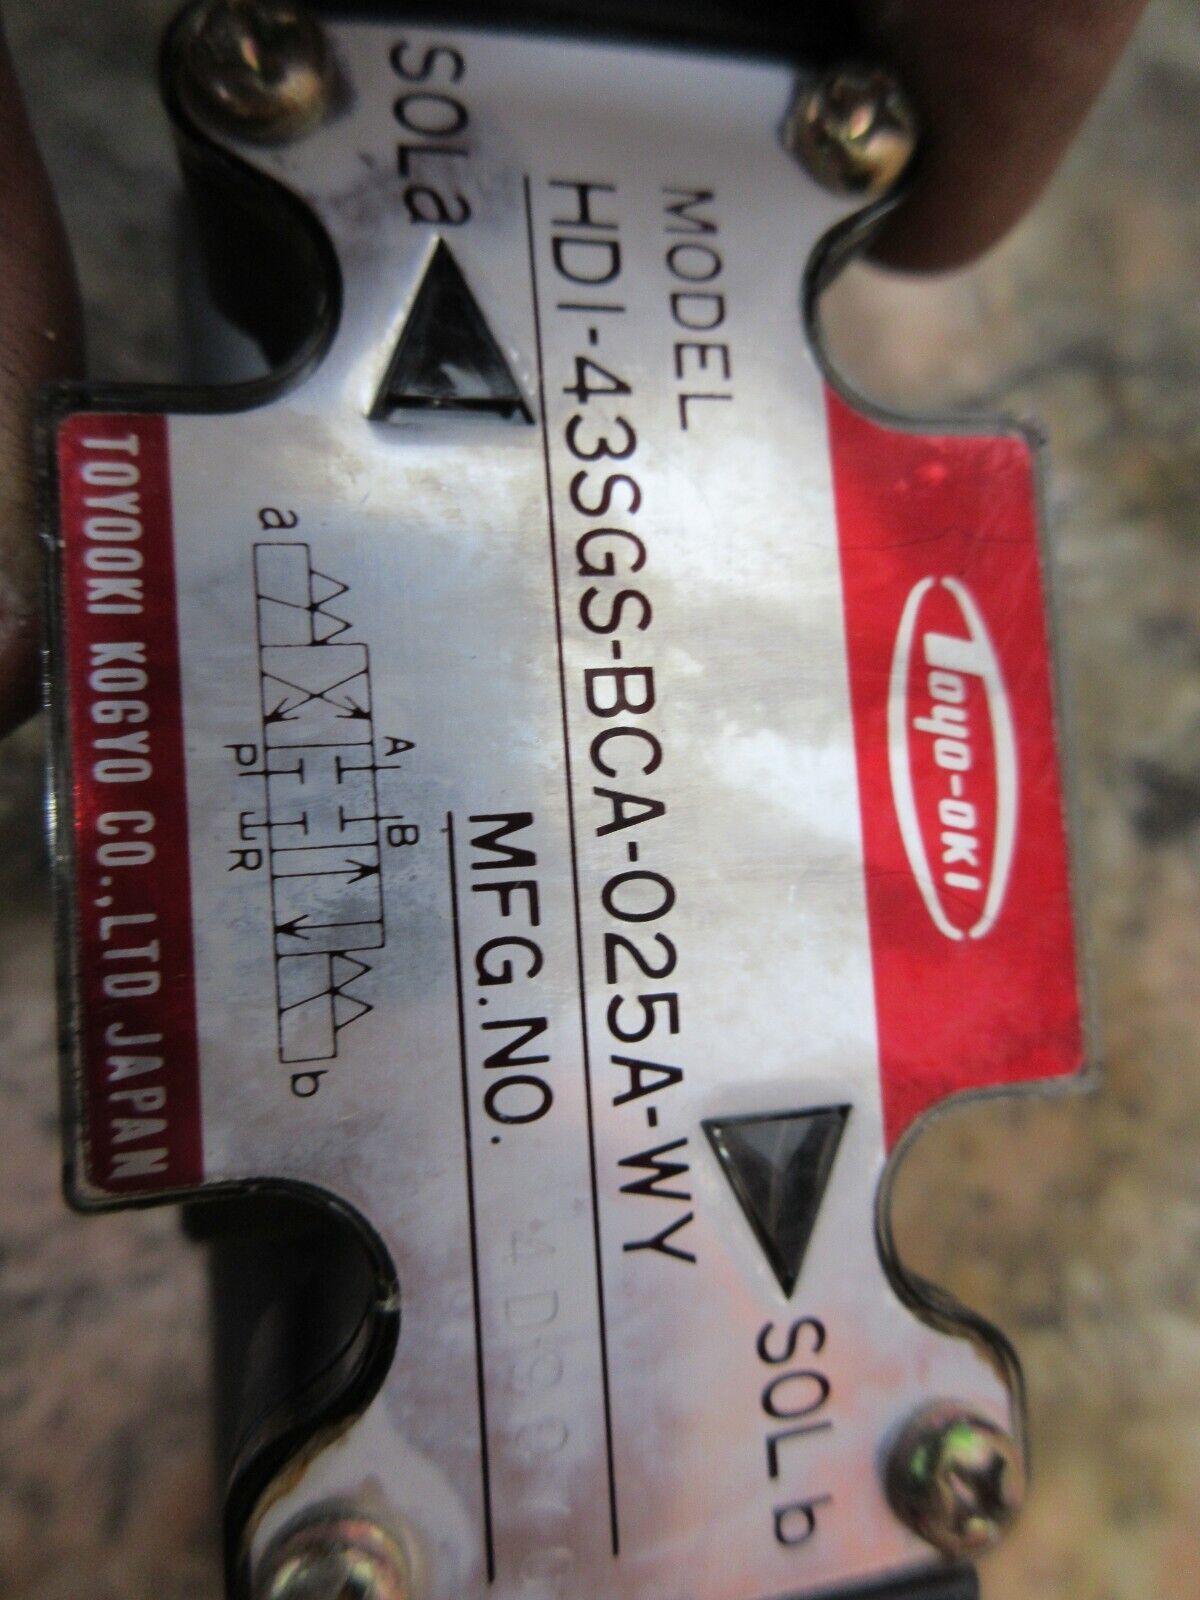 Toyo-OKI
MODEL
HDI-43SGS-BCA-025A-WY
SOLa
SOL b
MFG.NO.
A B
a
b
P R
TOYOOKI KOGYO CO.,LTD JAPAN